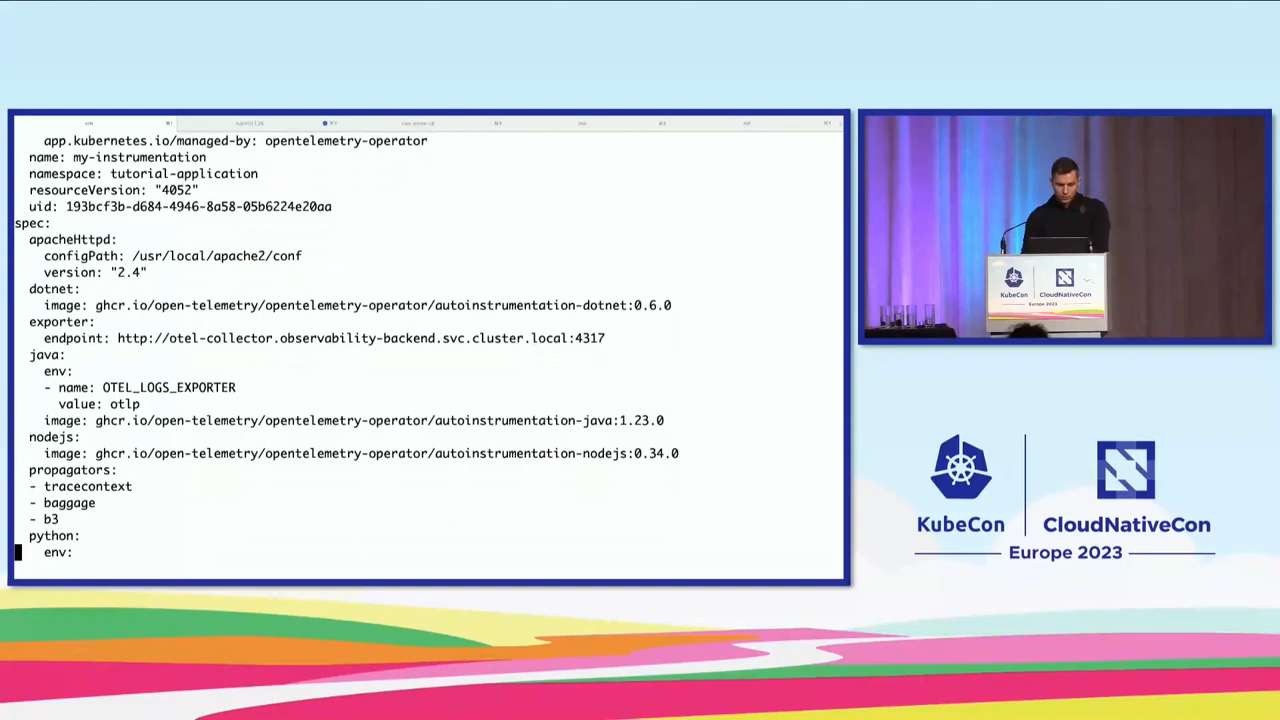 app.kubernetes.io/managed-by: opentelemetry-operator
name: my-instrumentation
namespace: tutorial-application
resourceVersion: "4052"
uid: 193bcf3b-d684-4946-8a58-05b6224e20aa
spec:
apacheHttpd:
configPath: /usr/local/apache2/conf
version: "2.4"
dotnet:
image: ghcr.io/open-telemetry/opentelemetry-operator/autoinstrumentation-dotnet:0.6.0
exporter:
endpoint: http://otel-collector.observability-backend.svc.cluster.local:4317
java:
env:
- name: OTEL_LOGS_EXPORTER
value: otlp
image: ghcr.io/open-telemetry/opentelemetry-operator/autoinstrumentation-java:1.23.0
nodejs:
image: ghcr.io/open-telemetry/opentelemetry-operator/autoinstrumentation-nodejs:0.34.0
propagators:
- tracecontext
- baggage
- b3
python:
env:
KubeCon CloudNativeCon
Europe 2023
KubeCon CloudNativeCon
Europe 2023